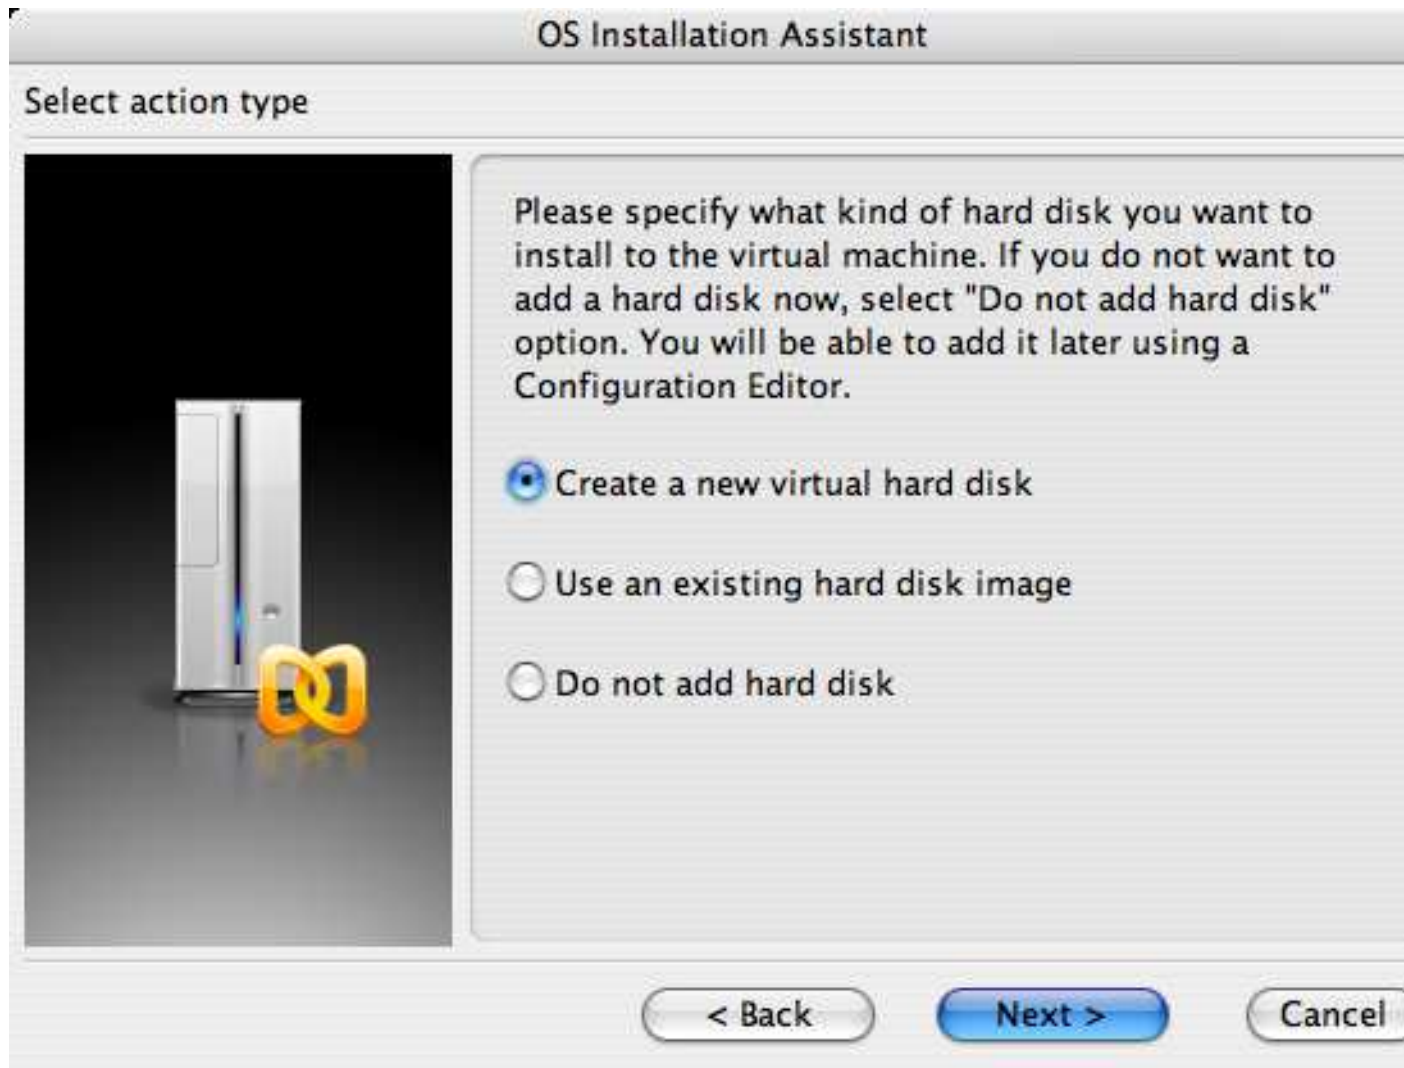 OS Installation Assistant
Select action type
Please specify what kind of hard disk you want to
install to the virtual machine. If you do not want to
add a hard disk now, select "Do not add hard disk"
option. You will be able to add it later using a
Configuration Editor.
Create a new virtual hard disk
Use an existing hard disk image
Do not add hard disk
< Back
Next >
Cancel